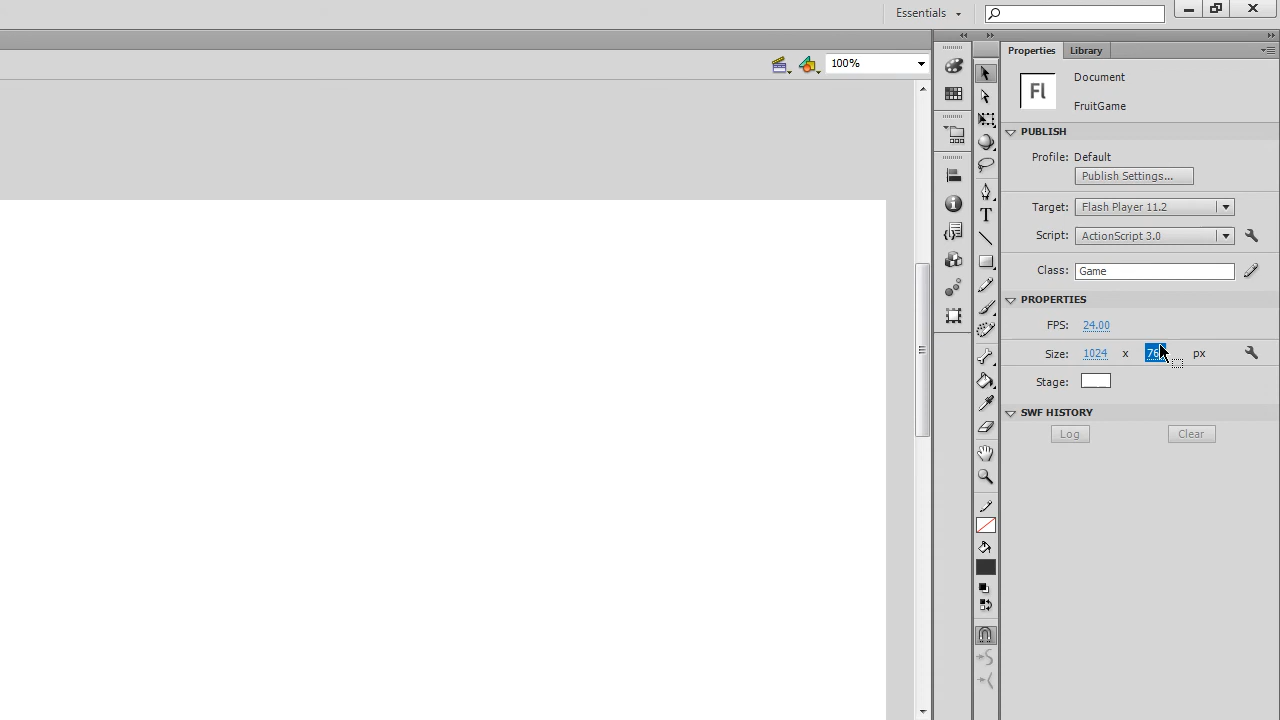 Essentials
100%
Properties Library
Fl
Document
FruitGame
PUBLISH
Profile: Default
Publish Settings...
Target: Flash Player 11.2
Script: ActionScript 3.0
Class: Game
PROPERTIES
FPS: 24.00
Size: 1024 x px
Stage:
SWF HISTORY
Log Clear
T